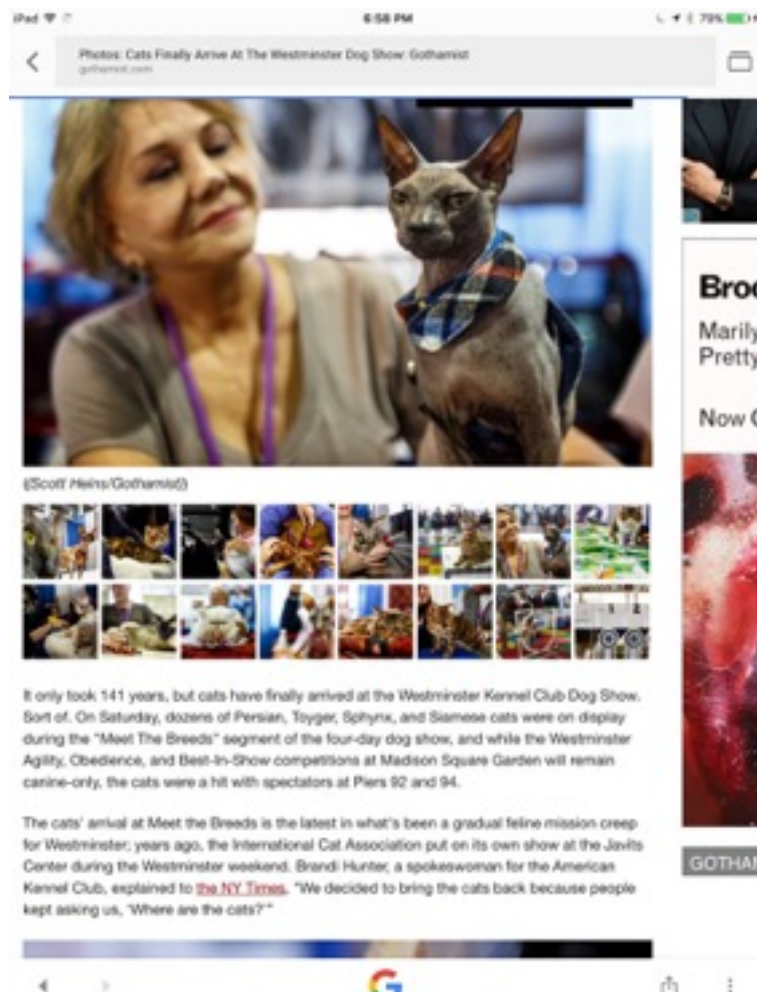 iPad
6:58 PM
79%
Photos: Cats Finally Arrive At The Westminster Dog Show: Gothamist
gothamist.com
((Scott Heins/Gothamist))
It only took 141 years, but cats have finally arrived at the Westminster Kennel Club Dog Show.
Sort of. On Saturday, dozens of Persian, Toyger, Sphynx, and Siamese cats were on display
during the "Meet The Breeds" segment of the four-day dog show, and while the Westminster
Agility, Obedience, and Best-In-Show competitions at Madison Square Garden will remain
canine-only, the cats were a hit with spectators at Piers 92 and 94.
The cats' arrival at Meet the Breeds is the latest in what's been a gradual feline mission creep
for Westminster; years ago, the International Cat Association put on its own show at the Javits
Center during the Westminster weekend. Brandi Hunter, a spokeswoman for the American
Kennel Club, explained to the NY Times, "We decided to bring the cats back because people
kept asking us, 'Where are the cats?'"
Broo
Marily
Pretty
Now
GOTHAM